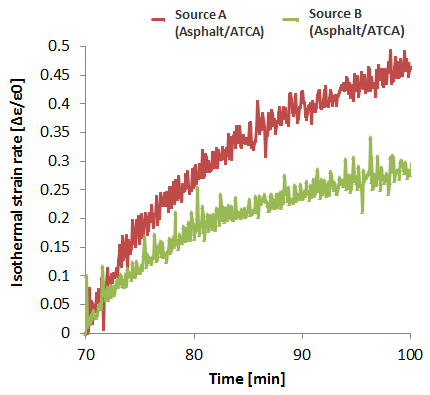 Source A
(Asphalt/ATCA)
Source B
(Asphalt/ATCA)
Isothermal strain rate [Δε/ε0)
0.5
0.45
0.4
0.35
0.3
0.25
0.2
0.15
0.1
0.05
0
70
80
90
100
Time [min]